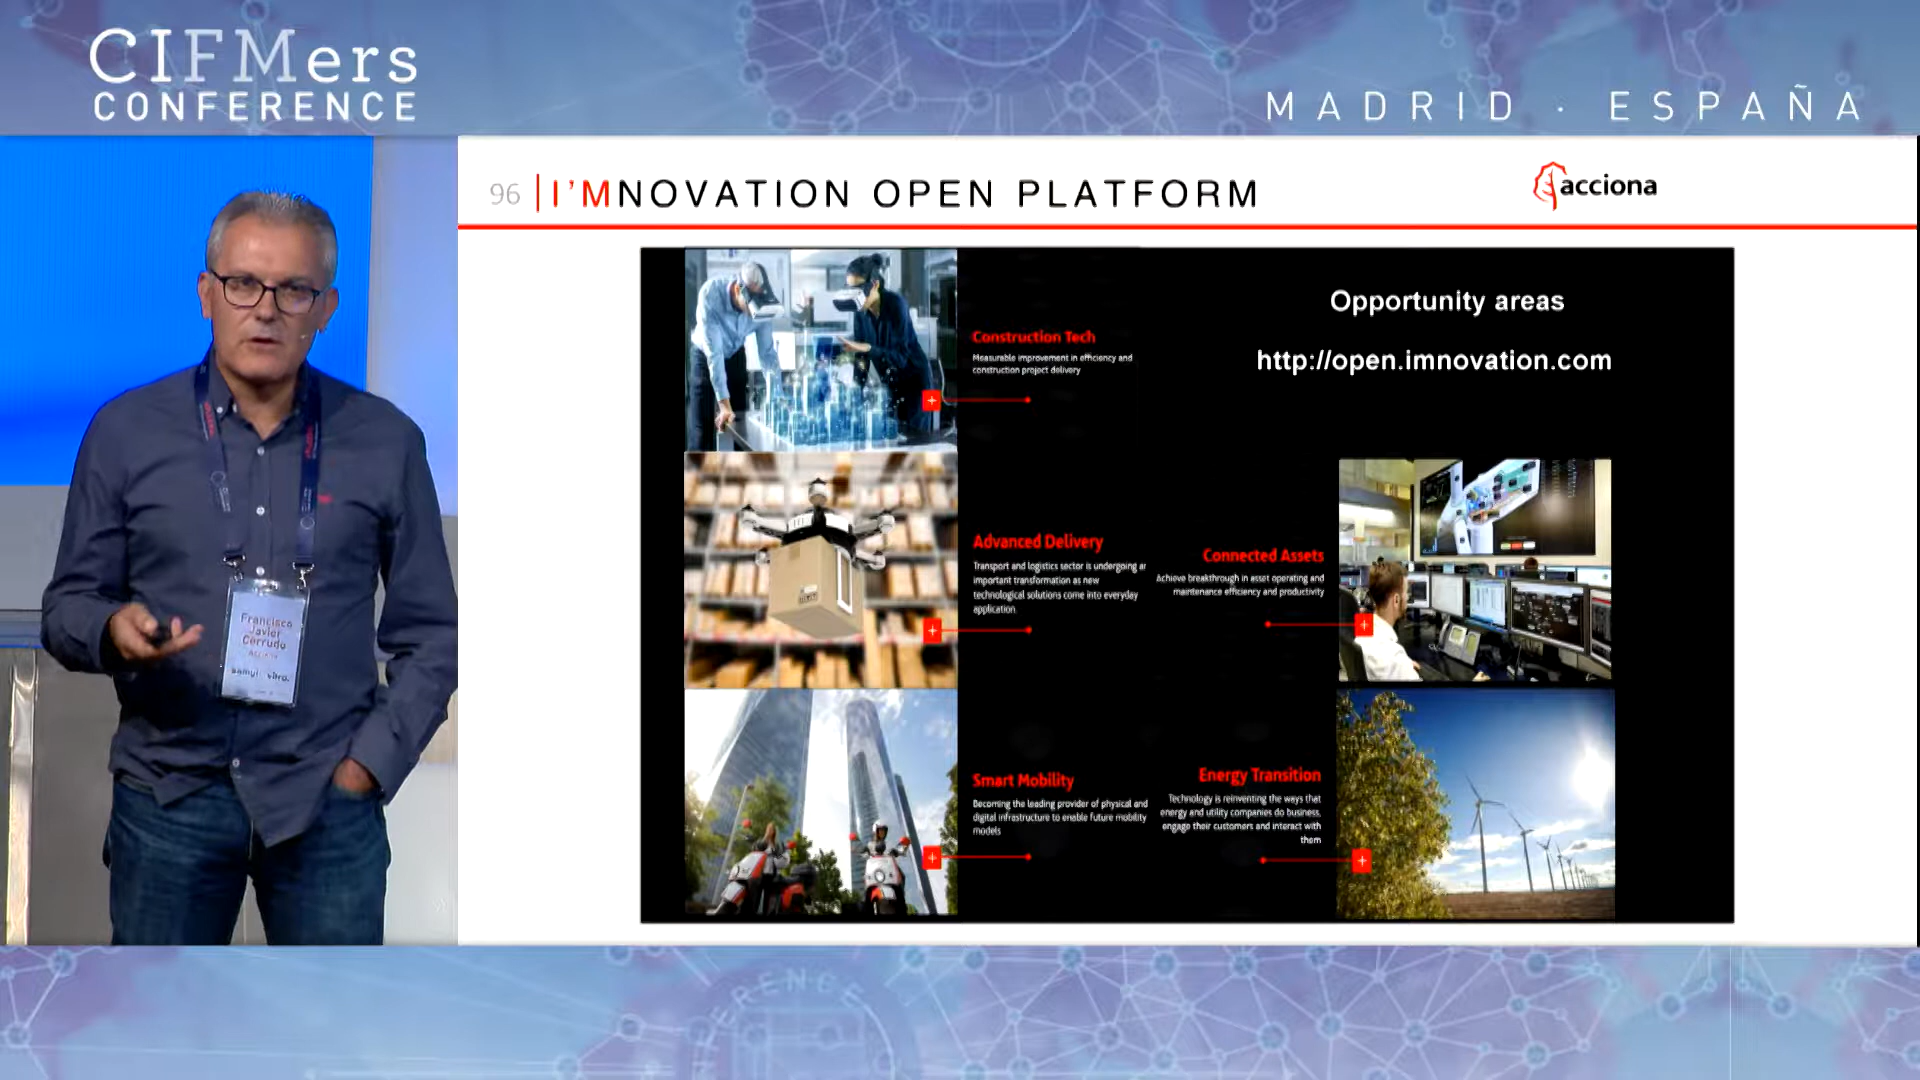 CIFMers
CONFERENCE
MADRID · ESPAÑA
96
I'MNOVATION OPEN PLATFORM
acciona
Opportunity areas
http://open.imnovation.com
Construction Tech
Measurable improvement in efficiency and
construction project delivery
Advanced Delivery
Transport and logistics sector is undergoing an
important transformation as new
technological solutions come into everyday
application
Connected Assets
Achieve breakthrough in asset operating and
maintenance efficiency and productivity
Smart Mobility
Becoming the leading provider of physical and
digital infrastructure to enable future mobility
models
Energy Transition
Technology is reinventing the ways that
energy and utility companies do business,
engage their customers and interact with
them
Francisco
Javier
Cerrudo
ERENCE